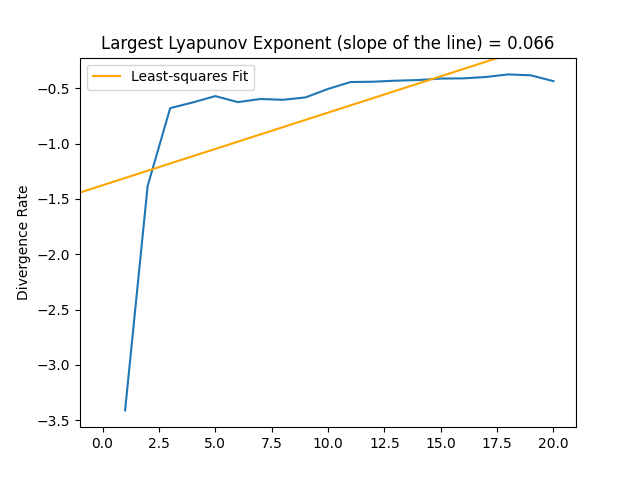 Largest Lyapunov Exponent (slope of the line) = 0.066
Least-squares Fit
Divergence Rate
−0.5
−1.0
−1.5
−2.0
−2.5
−3.0
−3.5
0.0 2.5 5.0 7.5 10.0 12.5 15.0 17.5 20.0